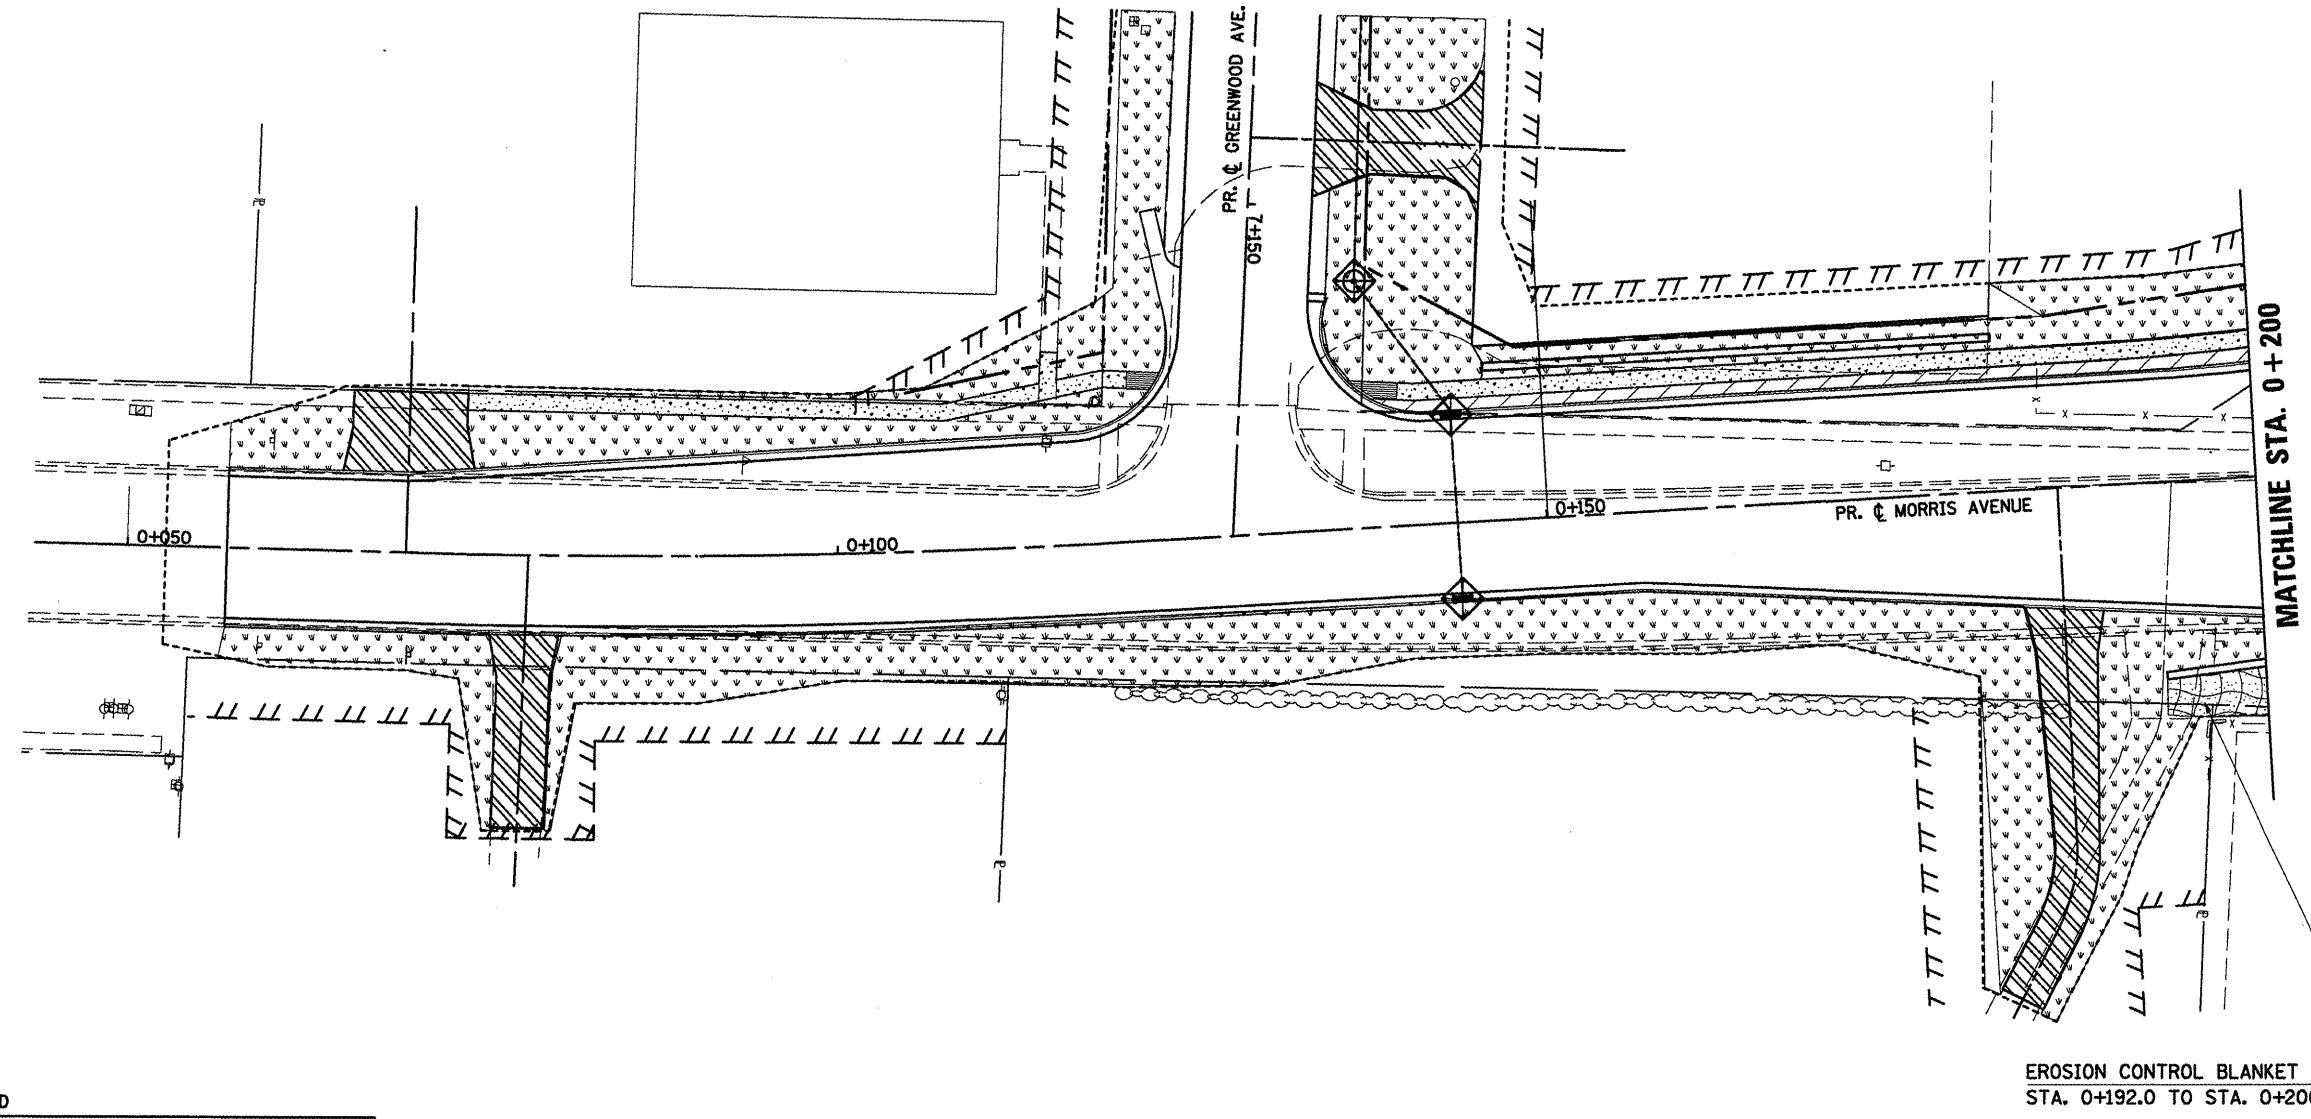 PR. ℄ GREENWOOD AVE.
7+150
MATCHLINE STA. 0+200
0+050
0+100
0+150
PR. ℄ MORRIS AVENUE
EROSION CONTROL BLANKET
STA. 0+192.0 TO STA. 0+20
D